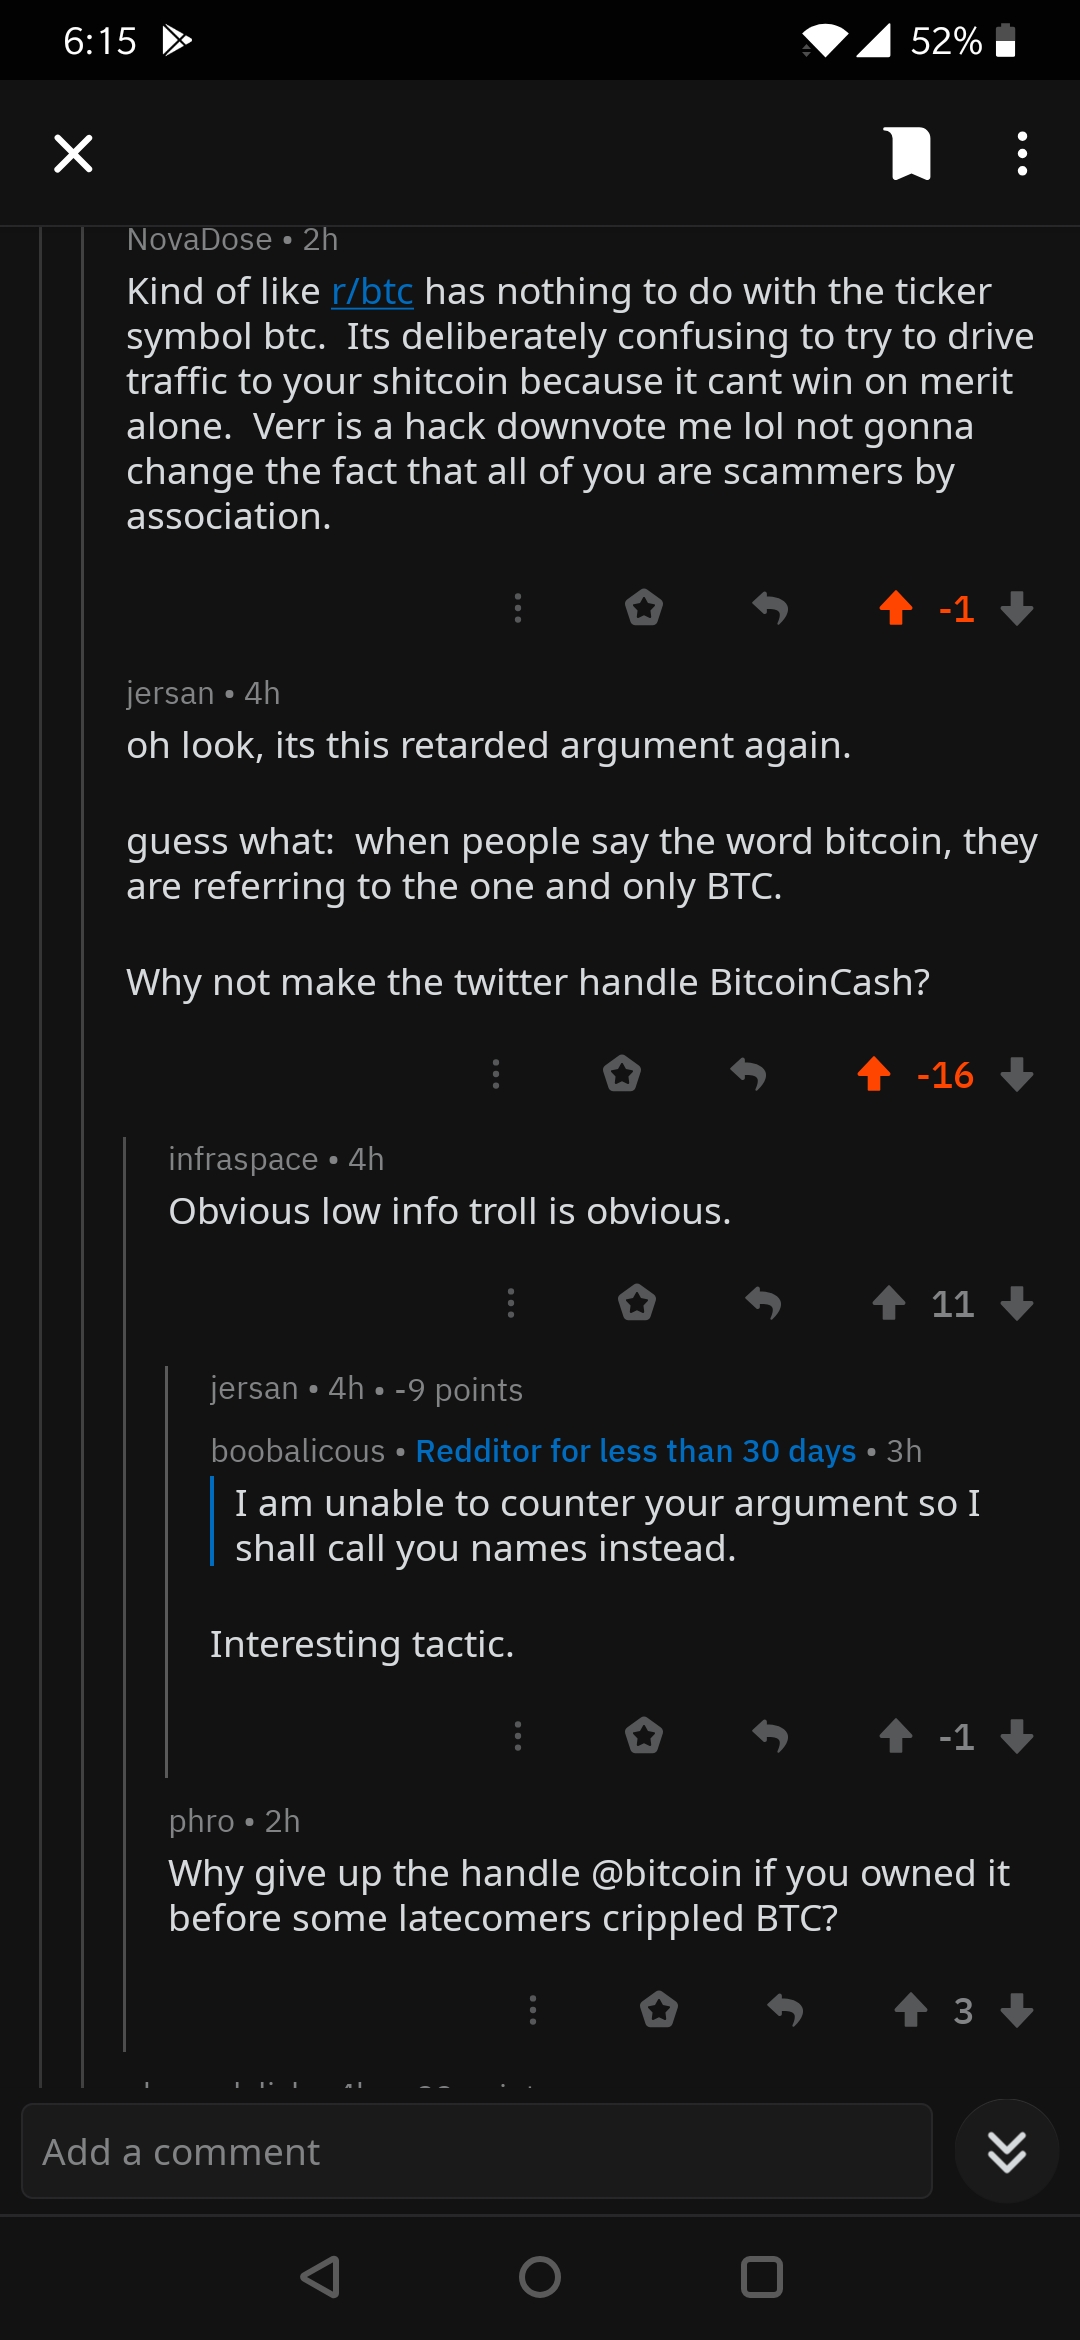 6:15 52%
NovaDose • 2h
Kind of like r/btc has nothing to do with the ticker
symbol btc.  Its deliberately confusing to try to drive
traffic to your shitcoin because it cant win on merit
alone.  Verr is a hack downvote me lol not gonna
change the fact that all of you are scammers by
association.
-1
jersan • 4h
oh look, its this retarded argument again.
guess what:  when people say the word bitcoin, they
are referring to the one and only BTC.
Why not make the twitter handle BitcoinCash?
-16
infraspace • 4h
Obvious low info troll is obvious.
11
jersan • 4h • -9 points
boobalicous • Redditor for less than 30 days • 3h
I am unable to counter your argument so I
shall call you names instead.
Interesting tactic.
-1
phro • 2h
Why give up the handle @bitcoin if you owned it
before some latecomers crippled BTC?
3
Add a comment